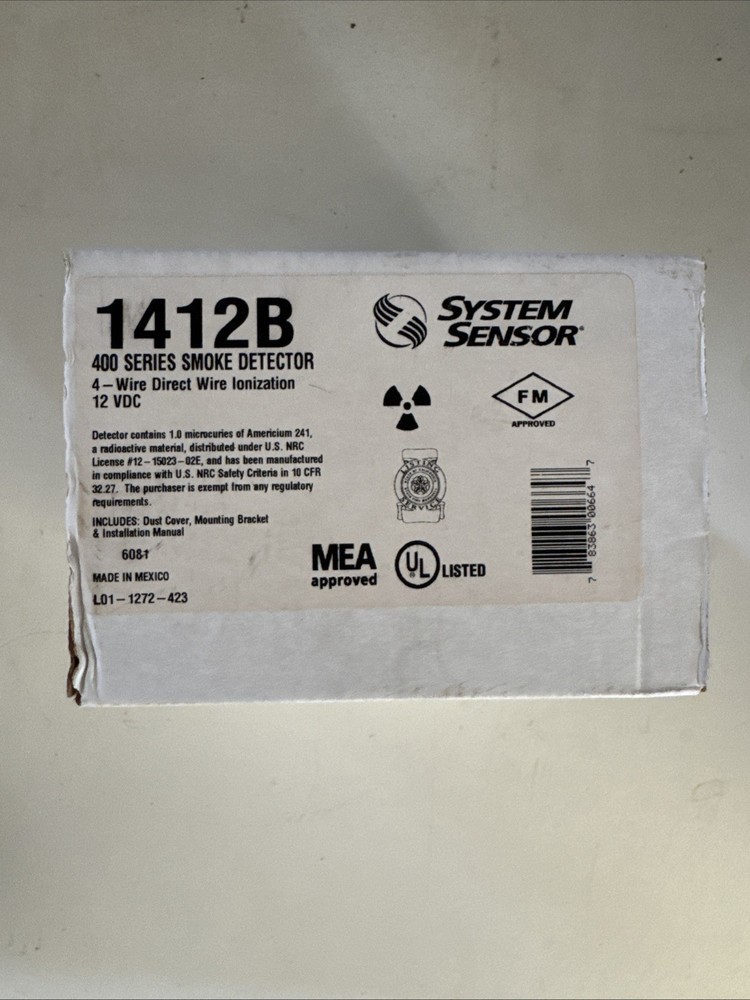 1412B
400 SERIES SMOKE DETECTOR
4-Wire Direct Wire Ionization
12 VDC
Detector contains 1.0 microcuries of Americium 241,
a radioactive material, distributed under U.S. NRC
License #12-15023-02E, and has been manufactured
in compliance with U.S. NRC Safety Criteria in 10 CFR
32.27. The purchaser is exempt from any regulatory
requirements.
INCLUDES: Dust Cover, Mounting Bracket
& Installation Manual
6081
MADE IN MEXICO
L01-1272-423
SYSTEM
SENSOR®
FM
APPROVED
LISTING
SERVICE
MEA
approved
UL® LISTED
7 83863 00664 7